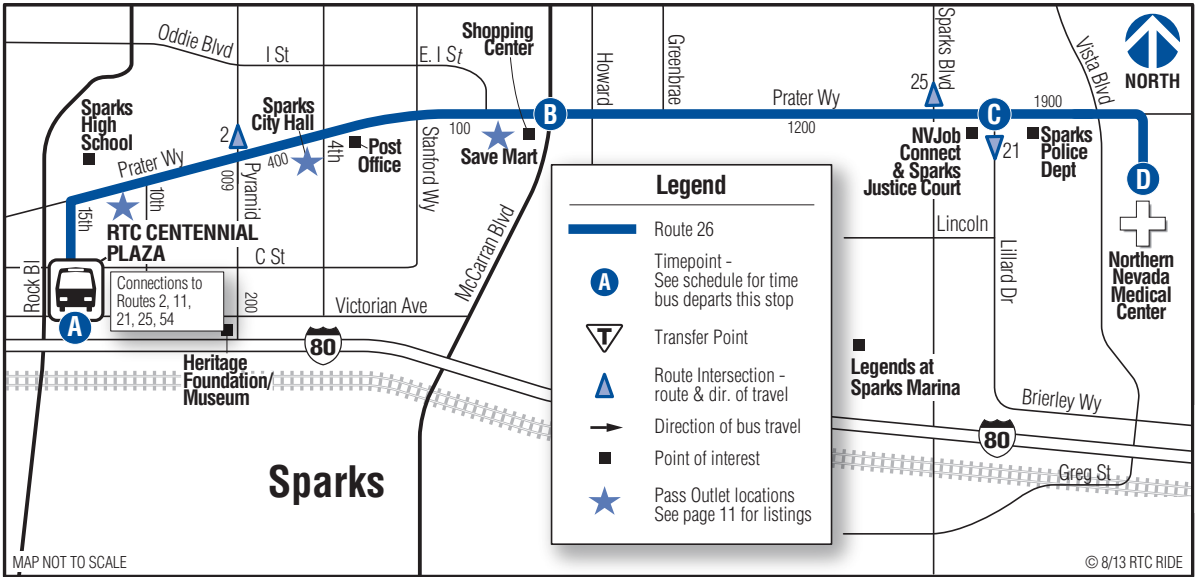 Oddie Blvd
I St
E. I St
Shopping
Center
Howard
Greenbrae
Sparks Blvd
Vista Blvd
NORTH
25
B
Prater Wy
1200
C
1900
Sparks
High
School
2
Sparks
City Hall
400
4th
Post
Office
Stanford Wy
100
Save Mart
NVJob
Connect
& Sparks
Justice Court
21
Sparks
Police
Dept
D
Prater Wy
15th
10th
600
Pyramid
RTC CENTENNIAL
PLAZA
C St
McCarran Blvd
Lincoln
Lillard Dr
Northern
Nevada
Medical
Center
Rock Bl
A
Connections to
Routes 2, 11,
21, 25, 54
200
Victorian Ave
80
Heritage
Foundation/
Museum
Legend
Route 26
A
Timepoint -
See schedule for time
bus departs this stop
T
Transfer Point
Route Intersection -
route & dir. of travel
Direction of bus travel
Point of interest
Pass Outlet locations
See page 11 for listings
Legends at
Sparks Marina
Brierley Wy
80
Greg St
Sparks
MAP NOT TO SCALE
© 8/13 RTC RIDE